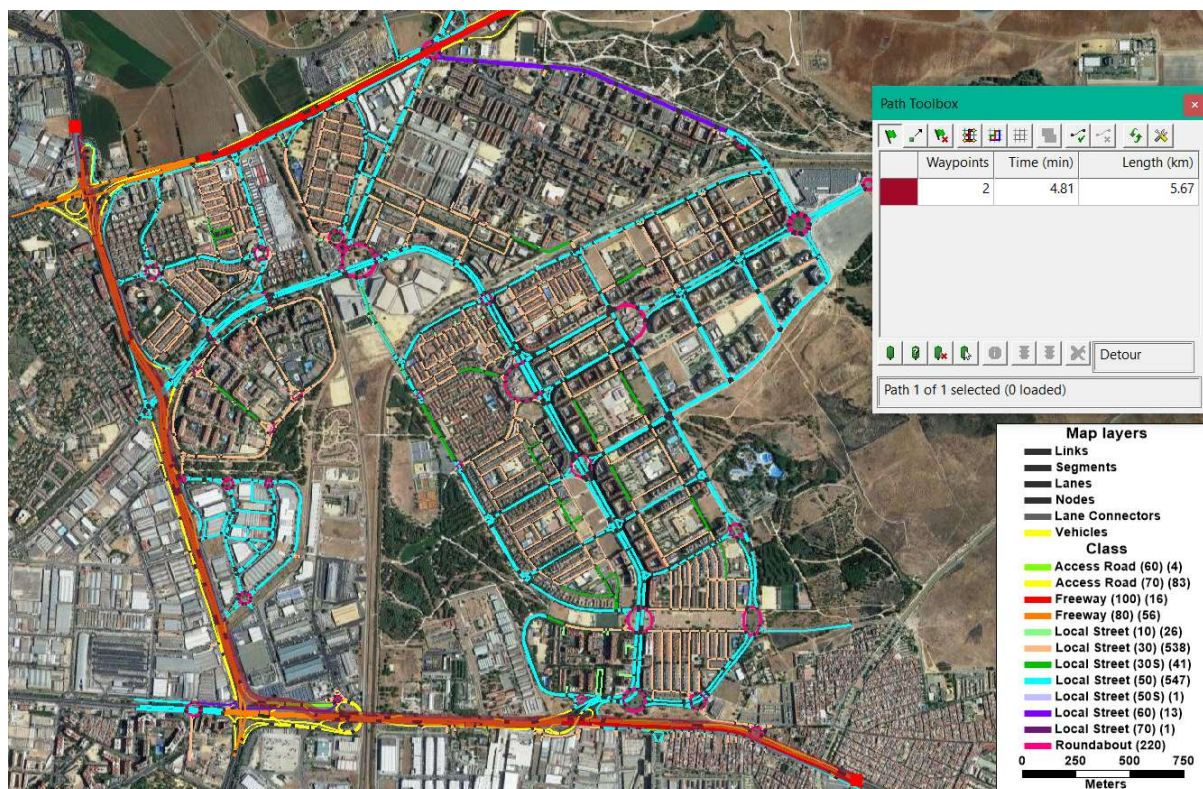 Path Toolbox
Waypoints Time (min) Length (km)
2 4.81 5.67
Detour
Path 1 of 1 selected (0 loaded)
Map layers
Links
Segments
Lanes
Nodes
Lane Connectors
Vehicles
Class
Access Road (60) (4)
Access Road (70) (83)
Freeway (100) (16)
Freeway (80) (56)
Local Street (10) (26)
Local Street (30) (538)
Local Street (30S) (41)
Local Street (50) (547)
Local Street (50S) (1)
Local Street (60) (13)
Local Street (70) (1)
Roundabout (220)
0 250 500 750
Meters